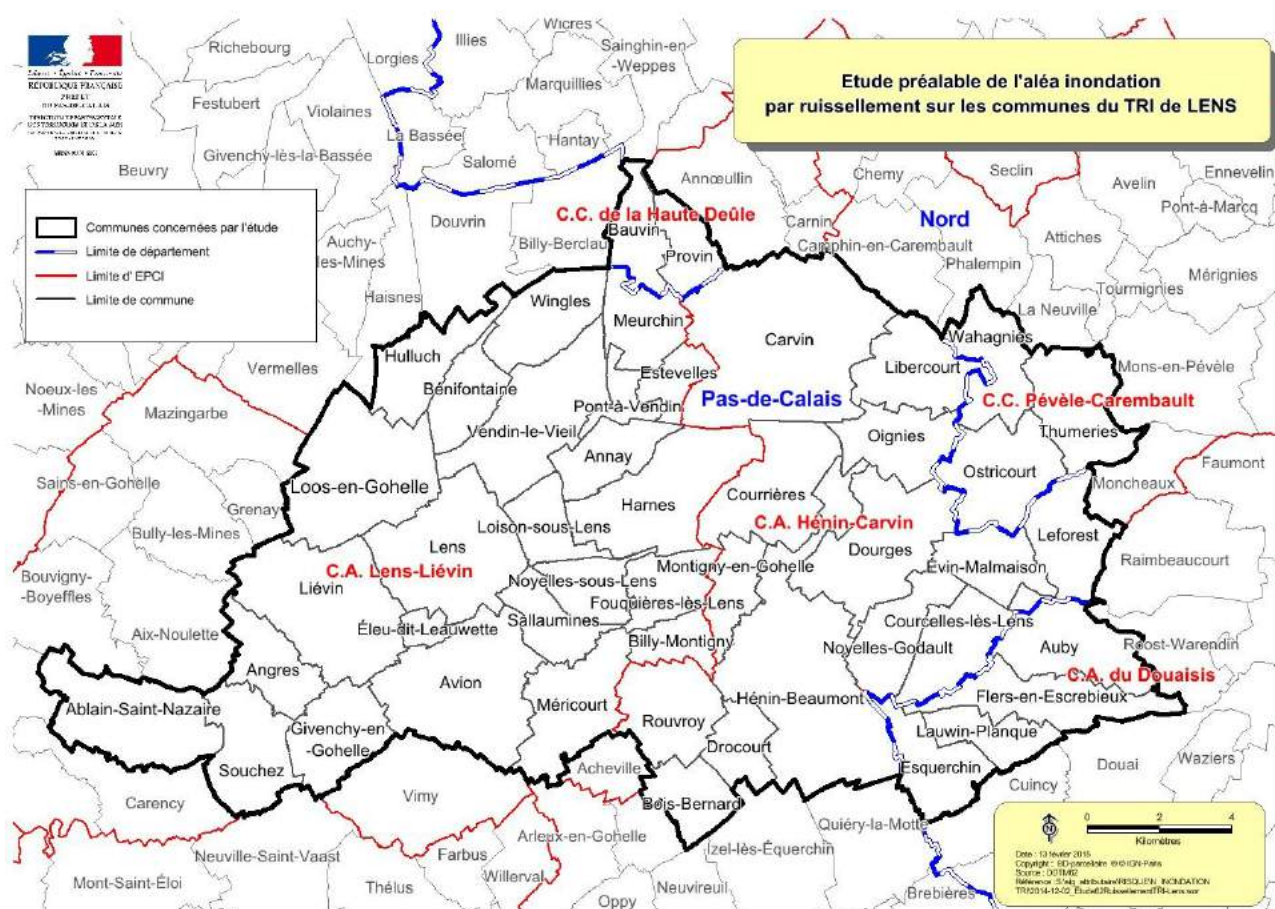 Etude préalable de l'aléa inondation
par ruissellement sur les communes du TRI de LENS
RÉPUBLIQUE FRANÇAISE
Communes concernées par l'étude
Limite de département
Limite d' EPCI
Limite de commune
Illies
Wicres
Sainghin-en-
-Weppes
Richebourg
Lorgies
Marquillies
Festubert
Violaines
La Bassée
Hantay
Salomé
Givenchy-lès-la-Bassée
Beuvry
Annœullin
Chemy
Seclin
Ennevelin
Avelin
Pont-à-Marcq
C.C. de la Haute Deûle
Nord
Douvrin
Bauvin
Carnin
Attiches
Auchy-
-les-Mines
Billy-Berclau
Provin
Camphin-en-Carembault
Phalempin
Mérignies
Tourmignies
Haisnes
Wingles
Meurchin
La Neuville
Carvin
Wahagnies
Hulluch
Vermelles
Libercourt
Mons-en-Pévèle
Noeux-les
-Mines
Bénifontaine
Estevelles
Mazingarbe
Pont-à-Vendin
Pas-de-Calais
C.C. Pévèle-Carembault
Vendin-le-Vieil
Oignies
Thumeries
Annay
Faumont
Sains-en-Gohelle
Loos-en-Gohelle
Ostricourt
Moncheaux
Grenay
Harnes
Courrières
Bully-les-Mines
Loison-sous-Lens
C.A. Hénin-Carvin
Leforest
Lens
Dourges
Raimbeaucourt
Bouvigny-
Boyeffles
C.A. Lens-Liévin
Liévin
Noyelles-sous-Lens
Montigny-en-Gohelle
Évin-Malmaison
Fouquières-lès-Lens
Aix-Noulette
Éleu-dit-Leauwette
Sallaumines
Courcelles-lès-Lens
Billy-Montigny
Noyelles-Godault
Auby
Roost-Warendin
Angres
Avion
C.A. du Douaisis
Ablain-Saint-Nazaire
Méricourt
Hénin-Beaumont
Flers-en-Escrebieux
Givenchy-en
-Gohelle
Rouvroy
Lauwin-Planque
Drocourt
Souchez
Acheville
Esquerchin
Douai
Waziers
Cuincy
Carency
Vimy
Bois-Bernard
Quiéry-la-Motte
Arleux-en-Gohelle
Izel-lès-Équerchin
Neuville-Saint-Vaast
Farbus
Mont-Saint-Éloi
Thélus
Willerval
Neuvireuil
Oppy
Brebières
0 2 4
Kilomètres
Date : 13 février 2015
Source : DDTM62